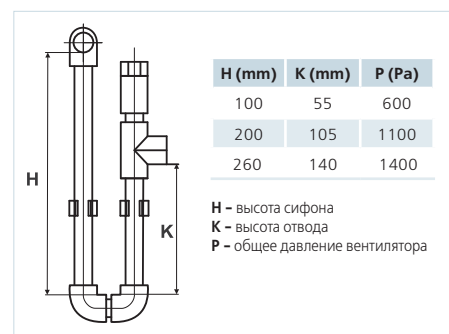 H
K
H (mm) K (mm) P (Pa)
100 55 600
200 105 1100
260 140 1400
H – высота сифона
K – высота отвода
P – общее давление вентилятора